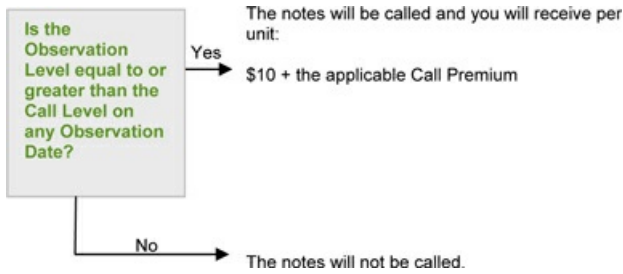 Is the
Observation
Level equal to or
greater than the
Call Level on
any Observation
Date?
Yes
The notes will be called and you will receive per
unit:
$10 + the applicable Call Premium
No
The notes will not be called.